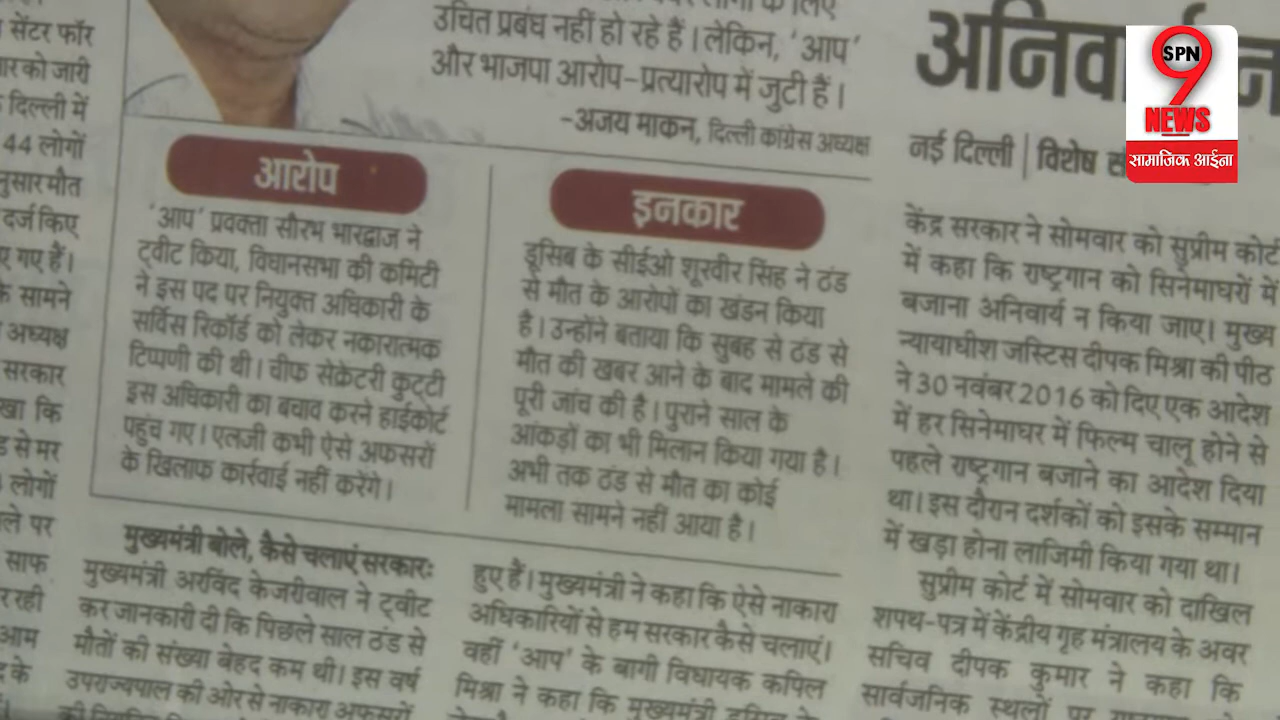 सेंटर फॉर
को जारी
दिल्ली में
44 लोगों
मौत
दर्ज किए
गए हैं।
के सामने
अध्यक्ष
सरकार
कि
से मर
लोगों
पर
साफ
रही
आम
के
उचित प्रबंध नहीं हो रहे हैं। लेकिन, 'आप'
और भाजपा आरोप-प्रत्यारोप में जुटी हैं।
-अजय माकन, दिल्ली कांग्रेस अध्यक्ष
आरोप
'आप' प्रवक्ता सौरभ भारद्वाज ने
ट्वीट किया, विधानसभा की कमिटी
ने इस पद पर नियुक्त अधिकारी के
सर्विस रिकॉर्ड को लेकर नकारात्मक
टिप्पणी की थी। चीफ सेक्रेटरी कुट्टी
इस अधिकारी का बचाव करने हाईकोर्ट
पहुंच गए। एलजी कभी ऐसे अफसरों
के खिलाफ कार्रवाई नहीं करेंगे।
इनकार
डूसिब के सीईओ शूरवीर सिंह ने ठंड
से मौत के आरोपों का खंडन किया
है। उन्होंने बताया कि सुबह से ठंड से
मौत की खबर आने के बाद मामले की
पूरी जांच की है। पुराने साल के
आंकड़ों का भी मिलान किया गया है।
अभी तक ठंड से मौत का कोई
मामला सामने नहीं आया है।
मुख्यमंत्री बोले, कैसे चलाएं सरकार:
मुख्यमंत्री अरविंद केजरीवाल ने ट्वीट
कर जानकारी दी कि पिछले साल ठंड से
मौतों की संख्या बेहद कम थी। इस वर्ष
उपराज्यपाल की ओर से नाकारा अफसरों
हुए हैं। मुख्यमंत्री ने कहा कि ऐसे नाकारा
अधिकारियों से हम सरकार कैसे चलाएं।
वहीं 'आप' के बागी विधायक कपिल
मिश्रा ने कहा कि मुख्यमंत्री डूसिब के
नई दिल्ली | विशेष
केंद्र सरकार ने सोमवार को सुप्रीम कोर्ट
में कहा कि राष्ट्रगान को सिनेमाघरों में
बजाना अनिवार्य न किया जाए। मुख्य
न्यायाधीश जस्टिस दीपक मिश्रा की पीठ
ने 30 नवंबर 2016 को दिए एक आदेश
में हर सिनेमाघर में फिल्म चालू होने से
पहले राष्ट्रगान बजाने का आदेश दिया
था। इस दौरान दर्शकों को इसके सम्मान
में खड़ा होना लाजिमी किया गया था।
सुप्रीम कोर्ट में सोमवार को दाखिल
शपथ-पत्र में केंद्रीय गृह मंत्रालय के अवर
सचिव दीपक कुमार ने कहा कि
सार्वजनिक स्थलों पर
SPN
9
NEWS
सामाजिक आईना